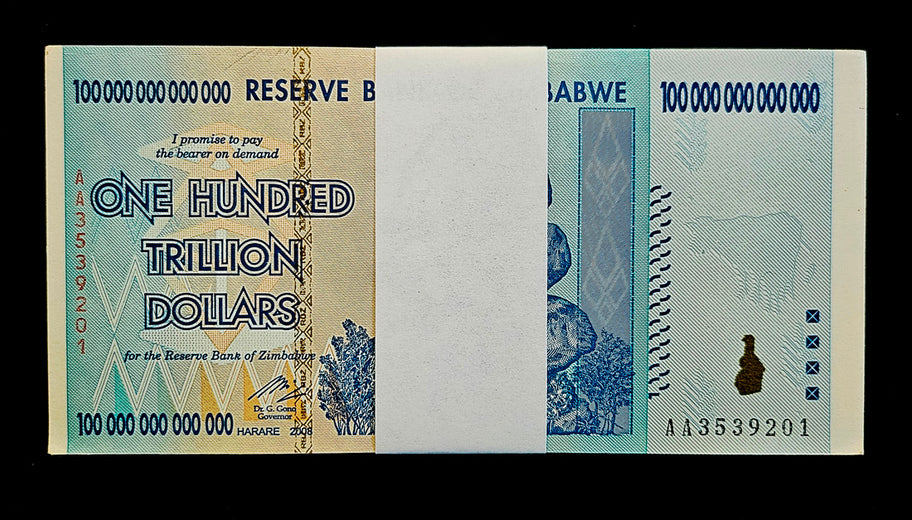 100 000 000 000 000 RESERVE B BABWE 100 000 000 000 000
I promise to pay
the bearer on demand
ONE HUNDRED
TRILLION
DOLLARS
for the Reserve Bank of Zimbabwe
Dr. G. Gono
Governor
100 000 000 000 000 HARARE 2008
AA3539201
AA3539201